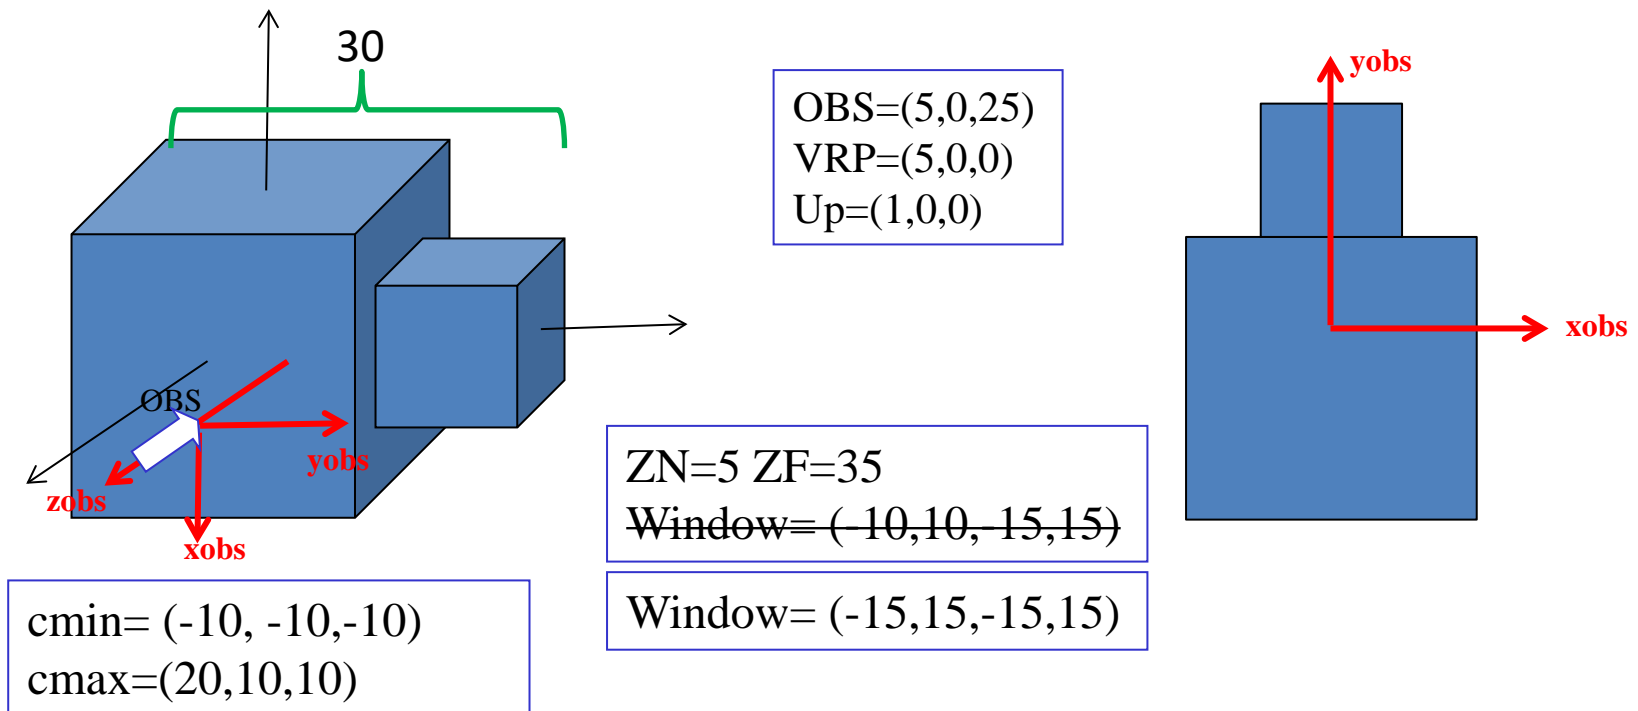 30
OBS
yobs
zobs
xobs
cmin= (-10, -10,-10)
cmax=(20,10,10)
OBS=(5,0,25)
VRP=(5,0,0)
Up=(1,0,0)
ZN=5 ZF=35
Window= (-10,10,-15,15)
Window= (-15,15,-15,15)
yobs
xobs